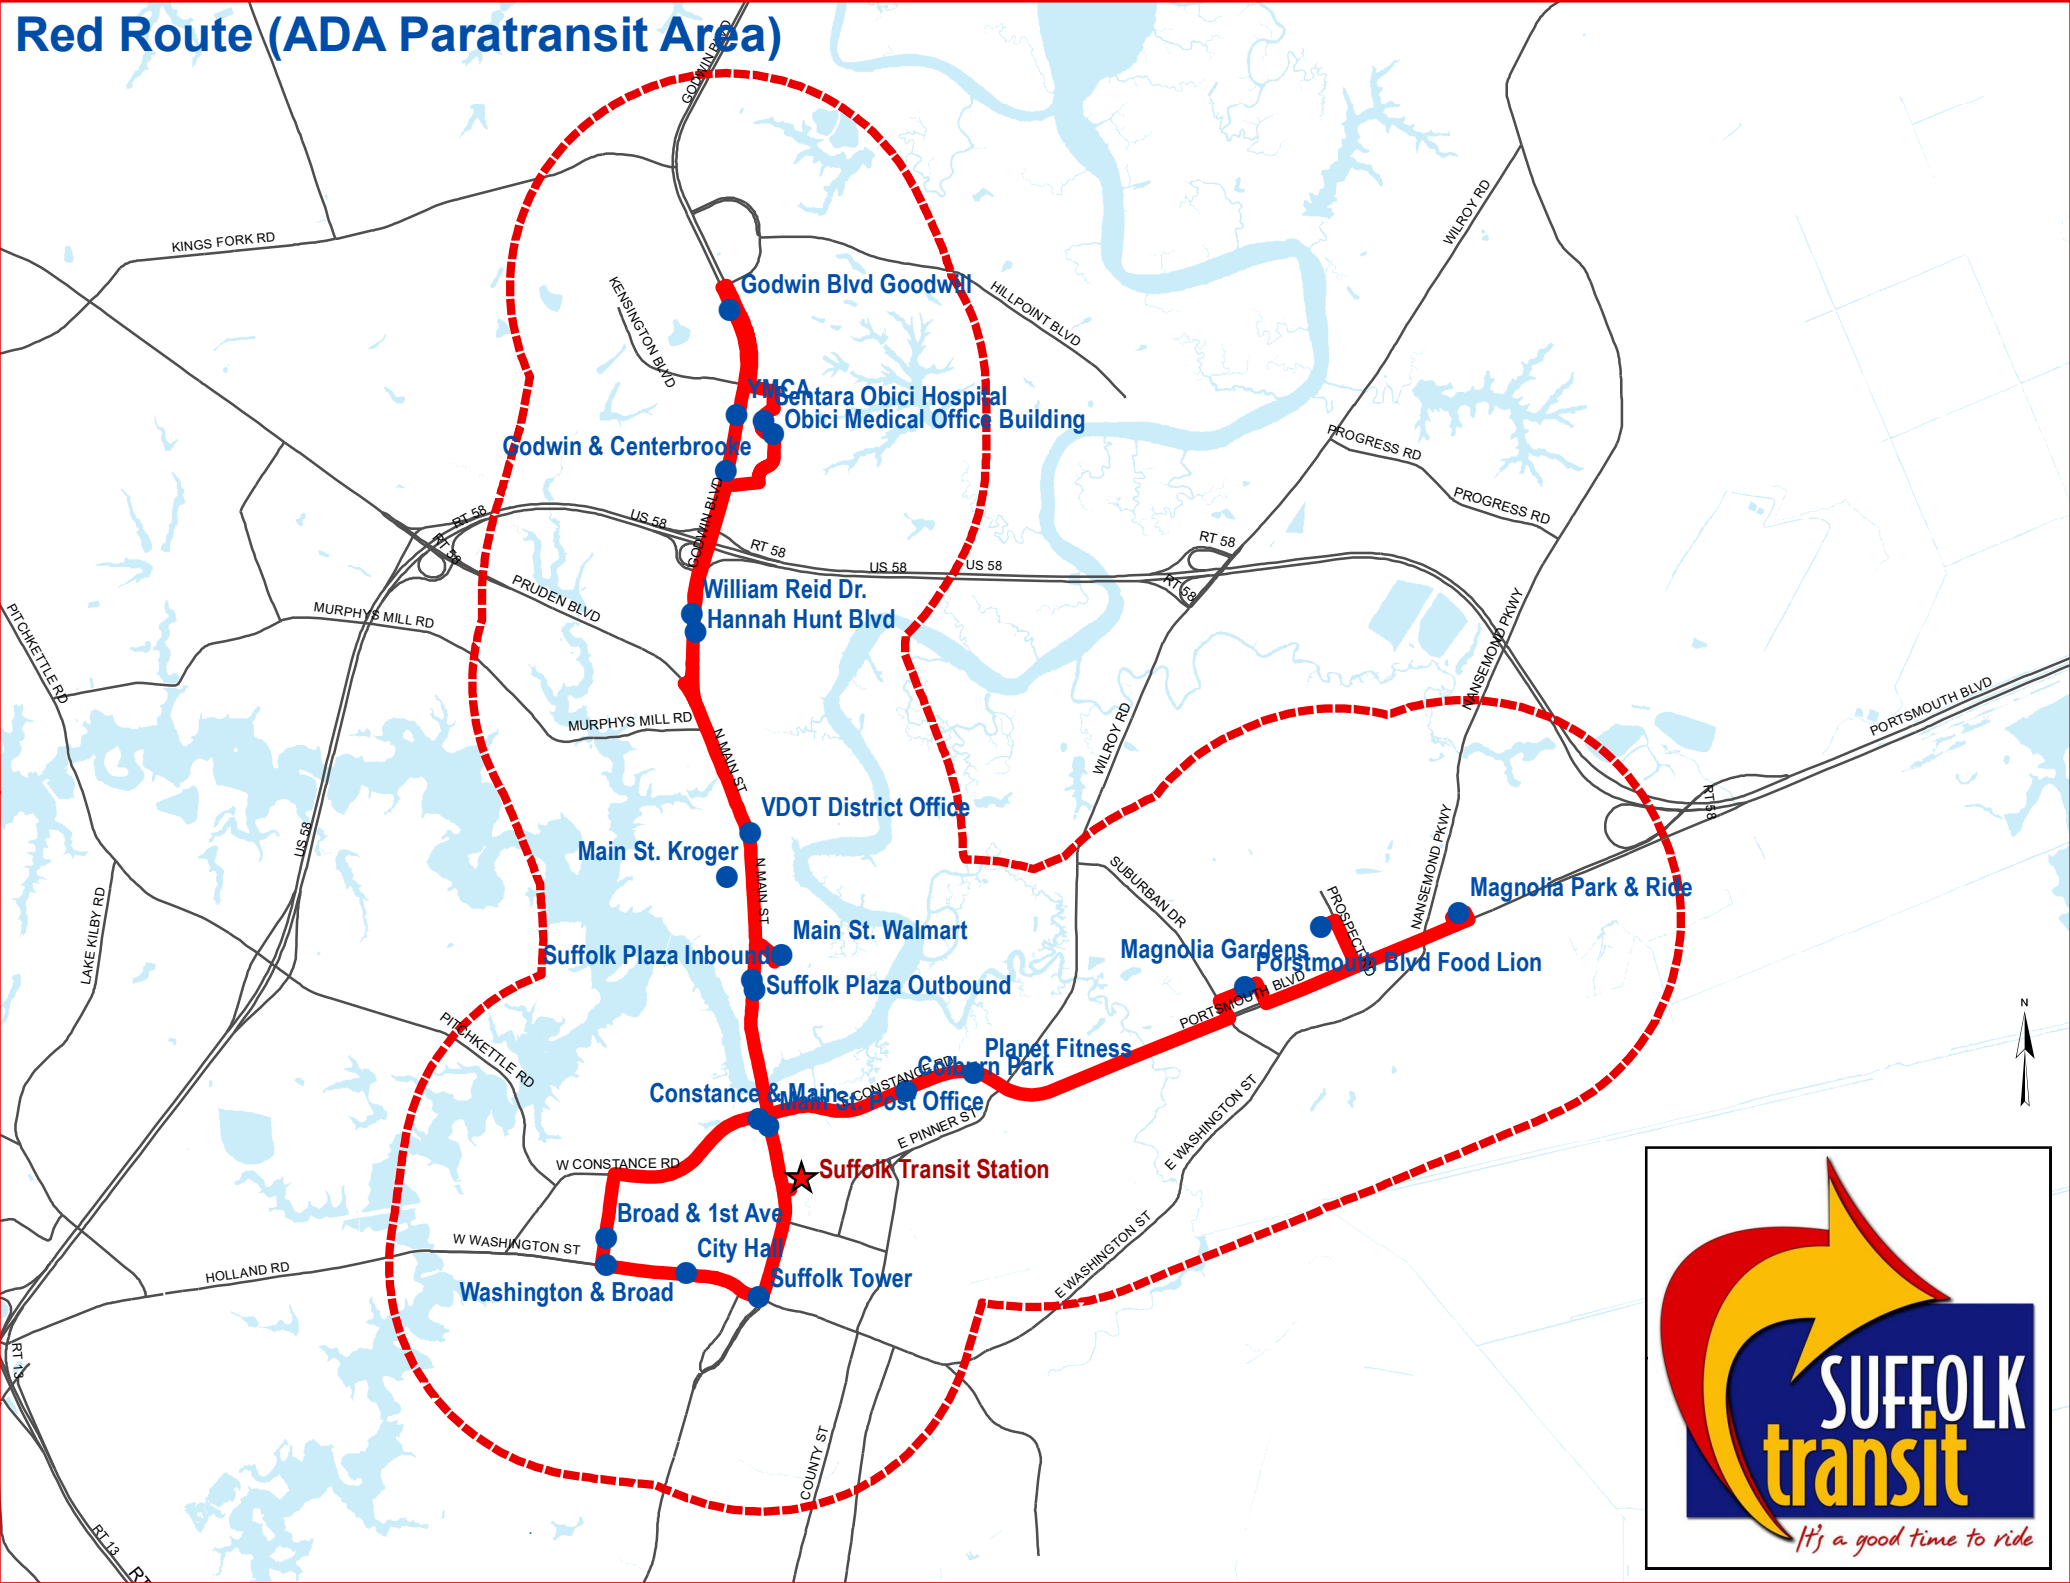 Red Route (ADA Paratransit Area)
GODWIN BLVD
KINGS FORK RD
WILROY RD
KENSINGTON BLVD
Godwin Blvd Goodwill
HILLPOINT BLVD
YMCA
Sentara Obici Hospital
Obici Medical Office Building
Godwin & Centerbrooke
PROGRESS RD
PROGRESS RD
RT 58
US 58
RT 58
RT 58
GODWIN BLVD
RT 58
US 58
US 58
RT 58
PRUDEN BLVD
William Reid Dr.
Hannah Hunt Blvd
MURPHYS MILL RD
PITCHKETTLE RD
NANSEMOND PKWY
PORTSMOUTH BLVD
MURPHYS MILL RD
N MAIN ST
WILROY RD
RT 58
VDOT District Office
US 58
Main St. Kroger
NANSEMOND PKWY
N MAIN ST
SUBURBAN DR
PROSPECT RD
Magnolia Park & Ride
LAKE KILBY RD
Main St. Walmart
Suffolk Plaza Inbound
Magnolia Gardens
Porstmouth Blvd Food Lion
Suffolk Plaza Outbound
PORTSMOUTH BLVD
N
PITCHKETTLE RD
Planet Fitness
Colburn Park
E CONSTANCE RD
Constance & Main
Main St. Post Office
E PINNER ST
E WASHINGTON ST
W CONSTANCE RD
Suffolk Transit Station
Broad & 1st Ave
W WASHINGTON ST
City Hall
E WASHINGTON ST
HOLLAND RD
Suffolk Tower
Washington & Broad
RT 13
COUNTY ST
RT 13
RT
SUFFOLK
transit
It's a good time to ride